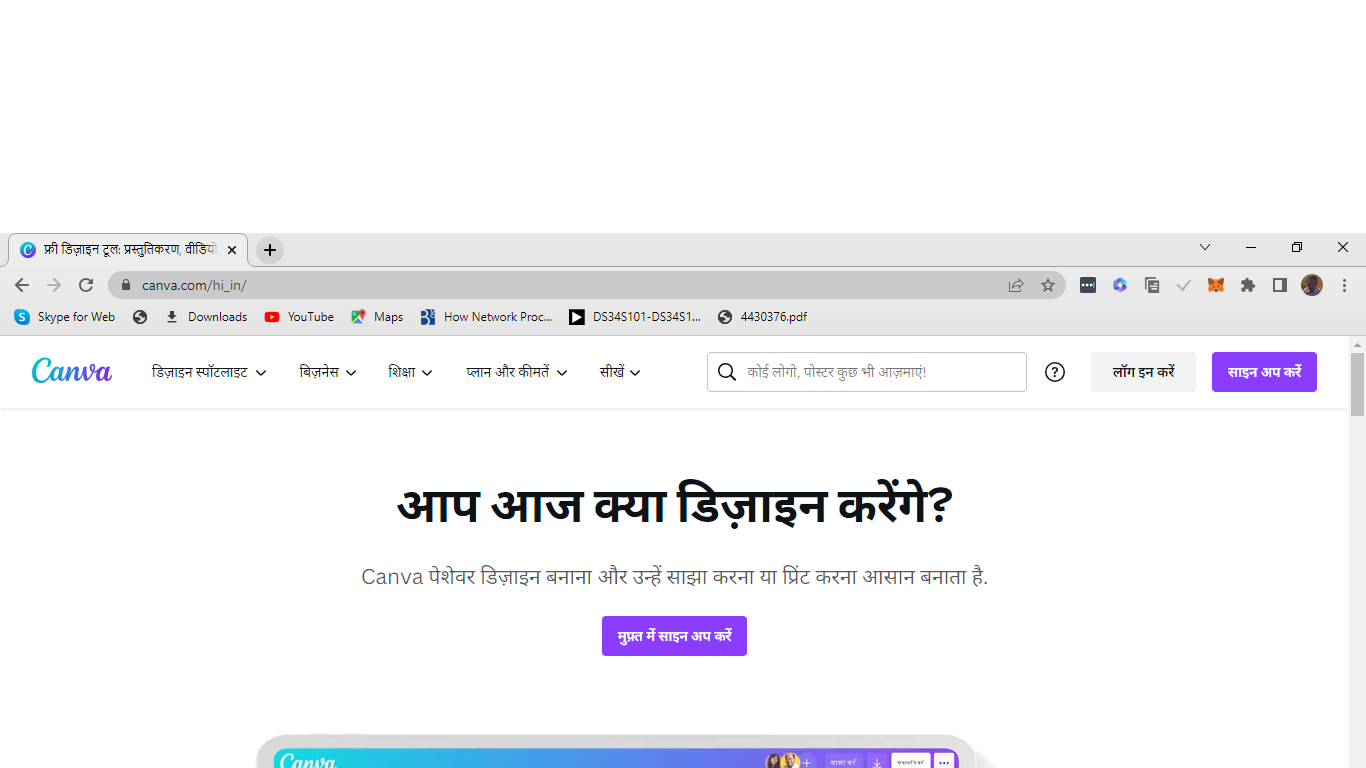 फ्री डिज़ाइन टूल: प्रस्तुतिकरण, वीडियो
canva.com/hi_in/
Skype for Web Downloads YouTube Maps How Network Proc... DS34S101-DS34S1... 4430376.pdf
Canva डिज़ाइन स्पॉटलाइट बिज़नेस शिक्षा प्लान और कीमतें सीखें कोई लोगो, पोस्टर कुछ भी आज़माएं! लॉग इन करें साइन अप करें
आप आज क्या डिज़ाइन करेंगे?
Canva पेशेवर डिज़ाइन बनाना और उन्हें साझा करना या प्रिंट करना आसान बनाता है.
मुफ़्त में साइन अप करें
Canva साझा करें